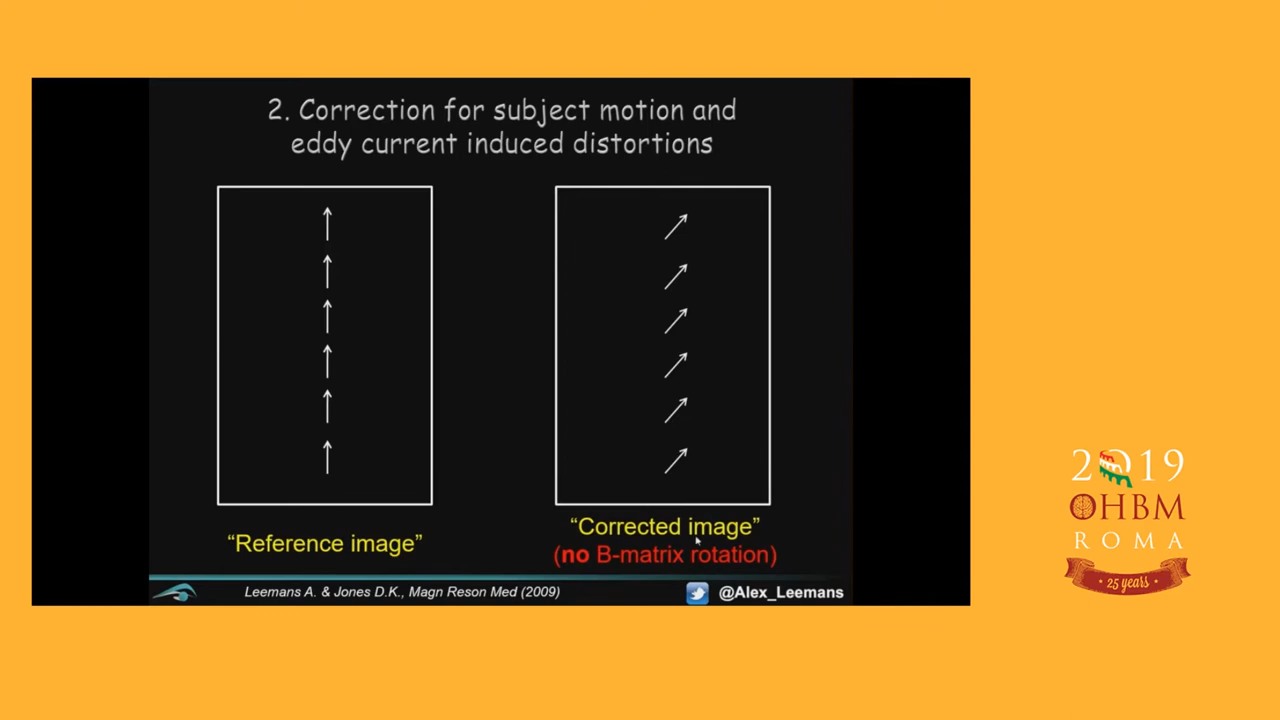 2. Correction for subject motion and
eddy current induced distortions
“Reference image”
“Corrected image”
(no B-matrix rotation)
Leemans A. & Jones D.K., Magn Reson Med (2009)
@Alex_Leemans
2019
OHBM
ROMA
25 years